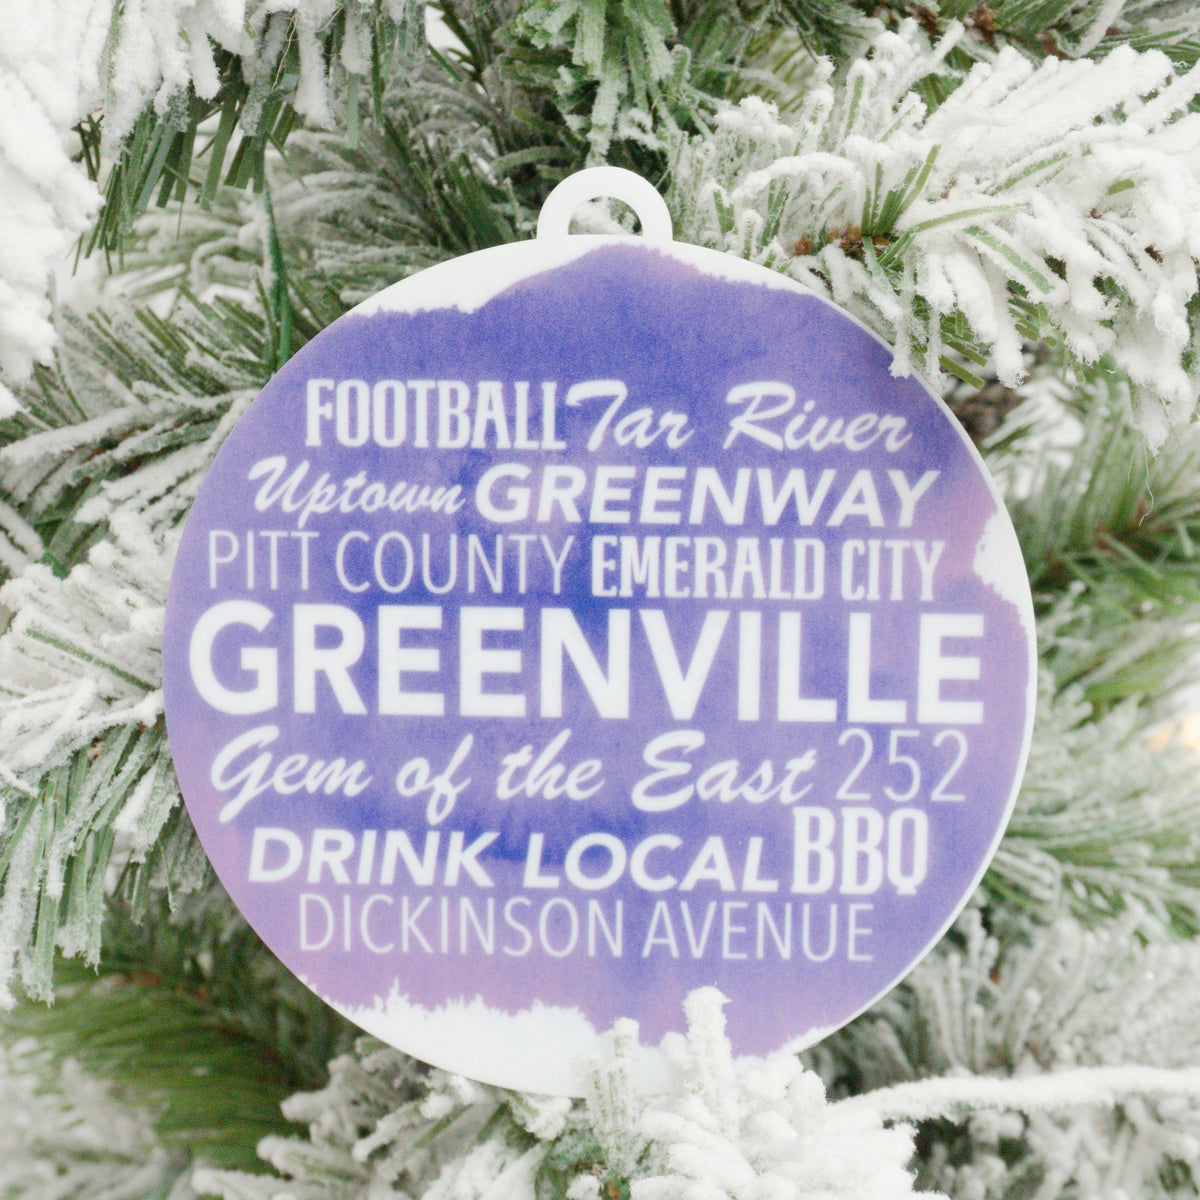 FOOTBALL Tar River
Uptown GREENWAY
PITT COUNTY EMERALD CITY
GREENVILLE
Gem of the East 252
DRINK LOCAL BBQ
DICKINSON AVENUE